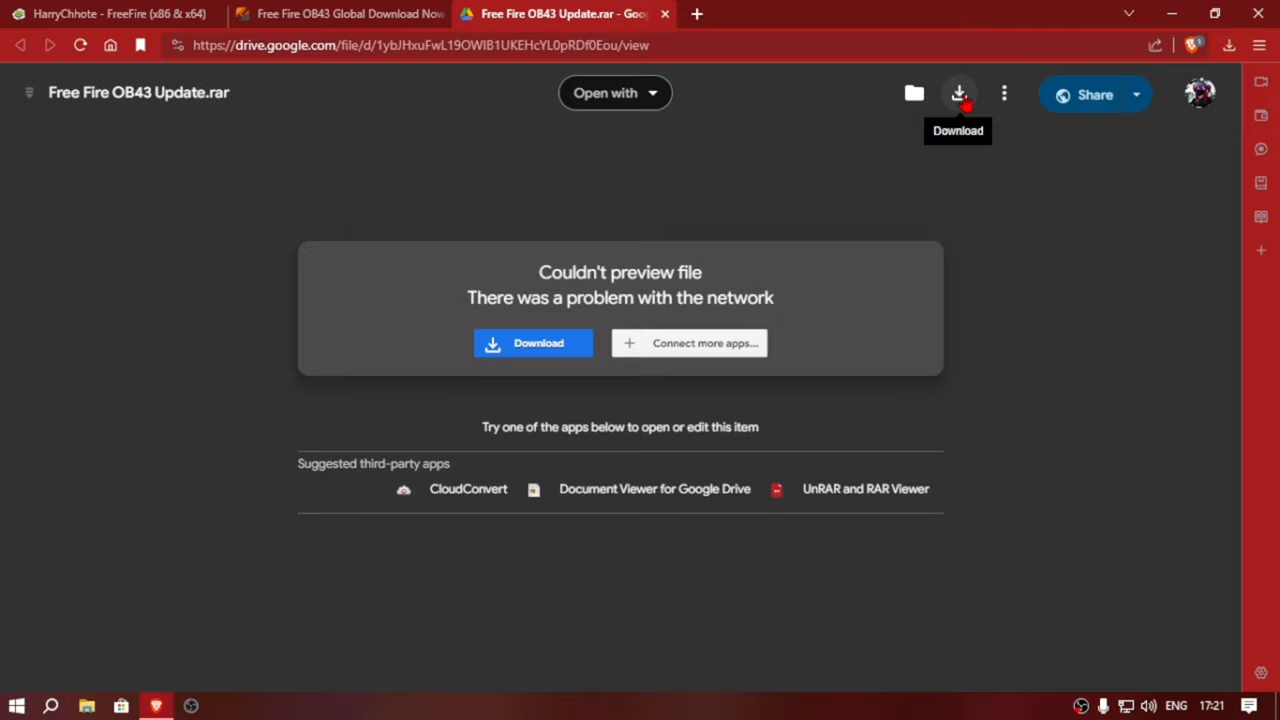 HarryChhote - FreeFire (x86 & x64)
Free Fire OB43 Global Download Now
Free Fire OB43 Update.rar - Goo
https://drive.google.com/file/d/1ybJHxuFwL19OWIB1UKEHcYL0pRDf0Eou/view
Free Fire OB43 Update.rar
Open with
Share
Download
Couldn't preview file
There was a problem with the network
Download
Connect more apps...
Try one of the apps below to open or edit this item
Suggested third-party apps
CloudConvert
Document Viewer for Google Drive
UnRAR and RAR Viewer
ENG
17:21